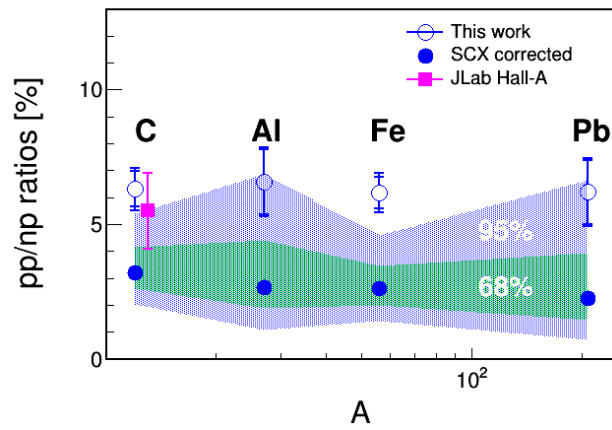 This work
SCX corrected
JLab Hall-A
C
Al
Fe
Pb
95%
68%
10
5
0
10²
pp/np ratios [%]
A